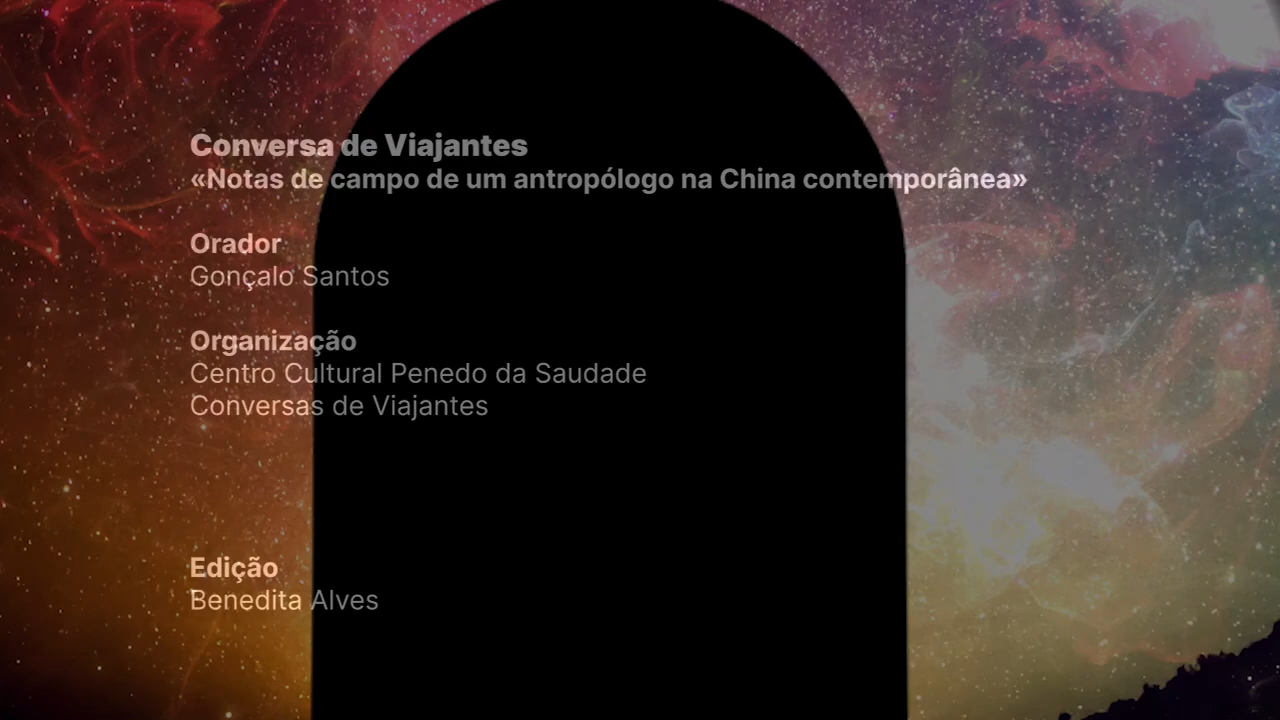 Conversa de Viajantes
«Notas de campo de um antropólogo na China contemporânea»
Orador
Gonçalo Santos
Organização
Centro Cultural Penedo da Saudade
Conversas de Viajantes
Edição
Benedita Alves